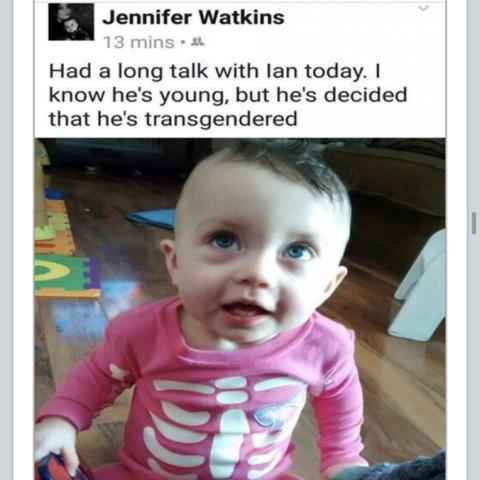 Jennifer Watkins
13 mins •
Had a long talk with Ian today. I
know he's young, but he's decided
that he's transgendered